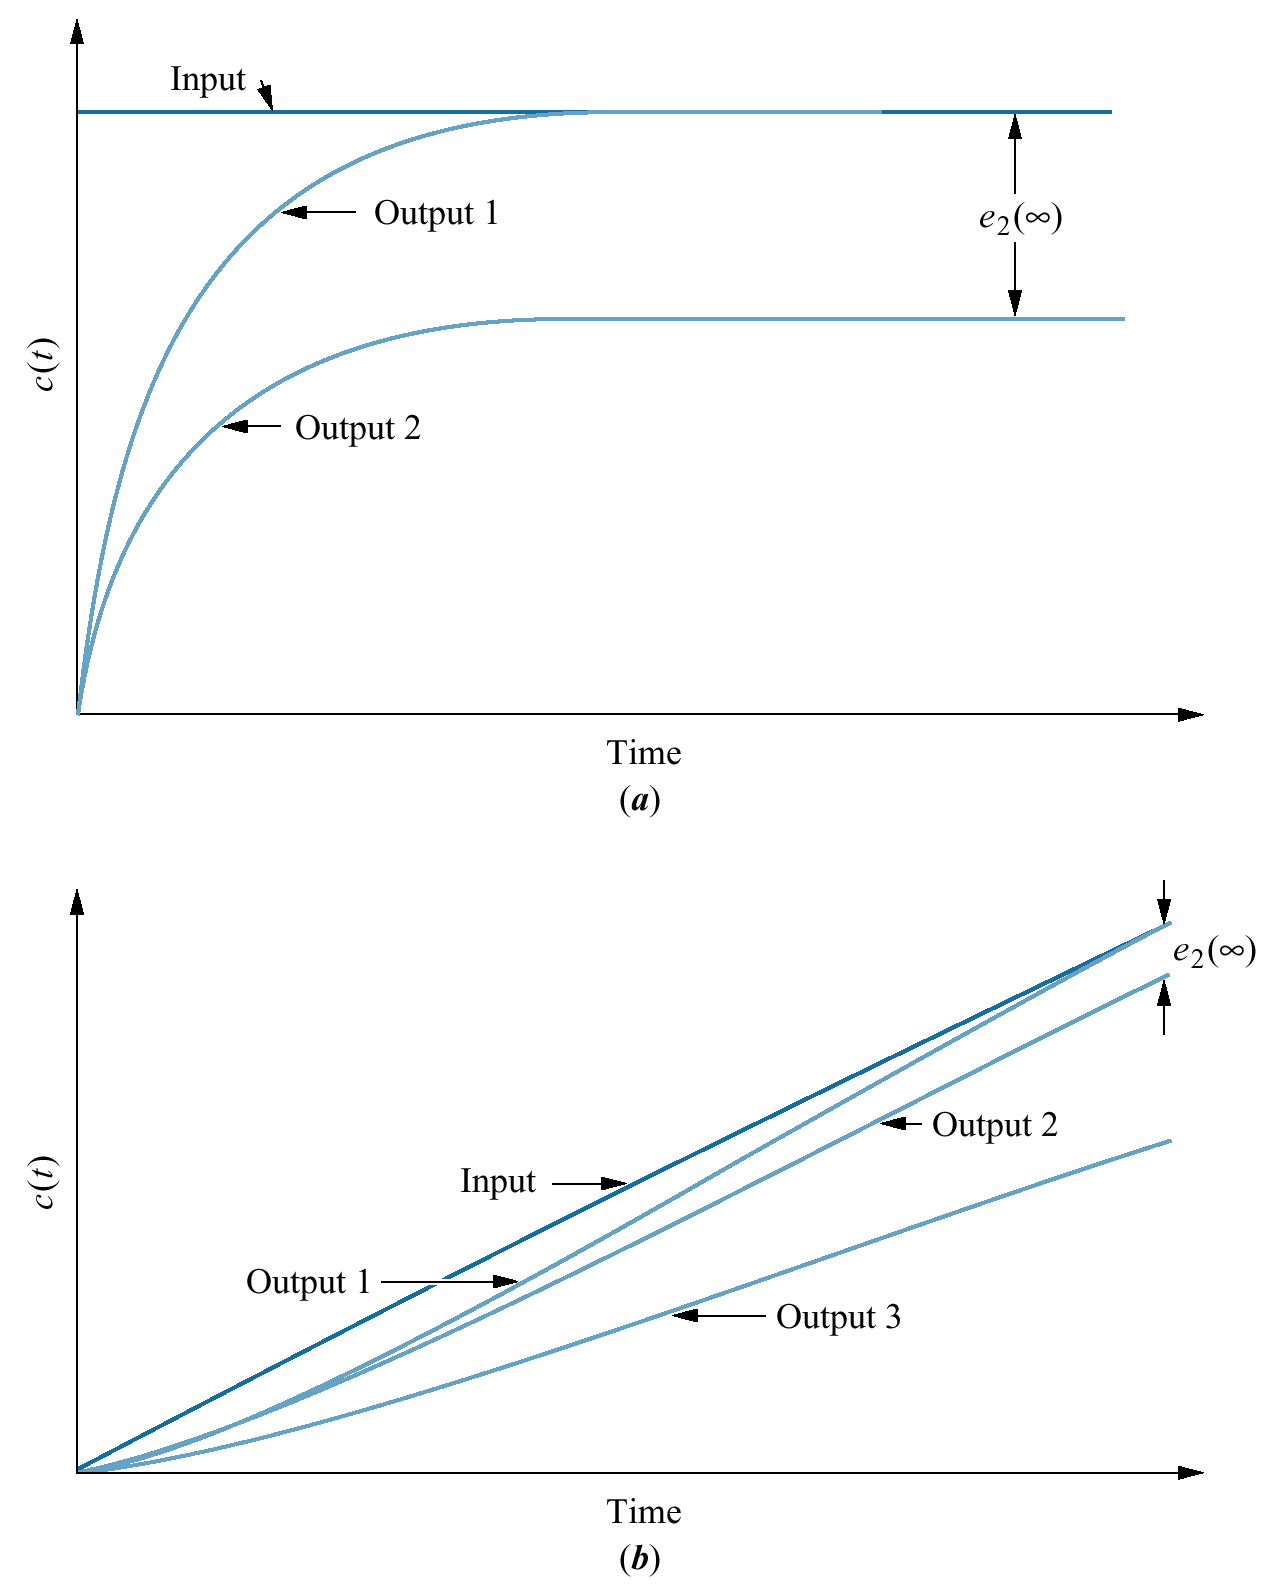 Input
Output 1
e2(∞)
c(t)
Output 2
Time
(a)
e2(∞)
Output 2
Input
c(t)
Output 1
Output 3
Time
(b)